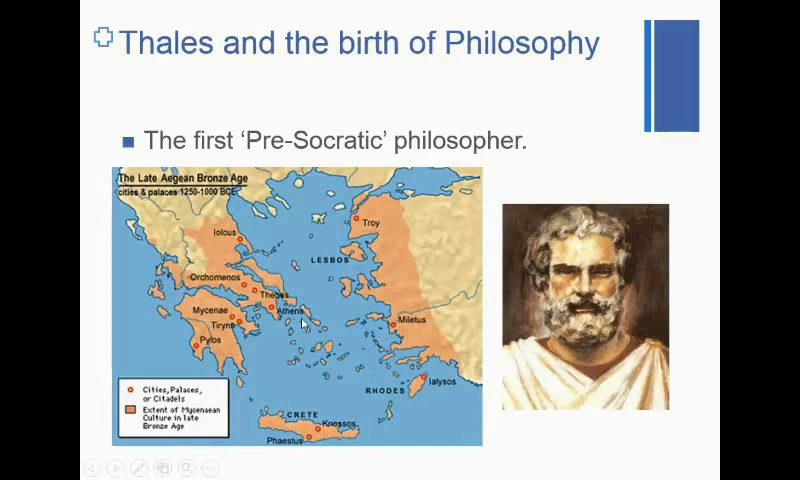 Thales and the birth of Philosophy
The first ‘Pre-Socratic’ philosopher.
The Late Aegean Bronze Age
cities & palaces 1250-1000 BCE
Troy
Iolcus
LESBOS
Orchomenos
Thebes
Mycenae
Athens
Tiryns
Miletus
Pylos
Ialysos
RHODES
Cities, Palaces,
or Citadels
Extent of Mycenaean
Culture in late
Bronze Age
CRETE
Knossos
Phaestus